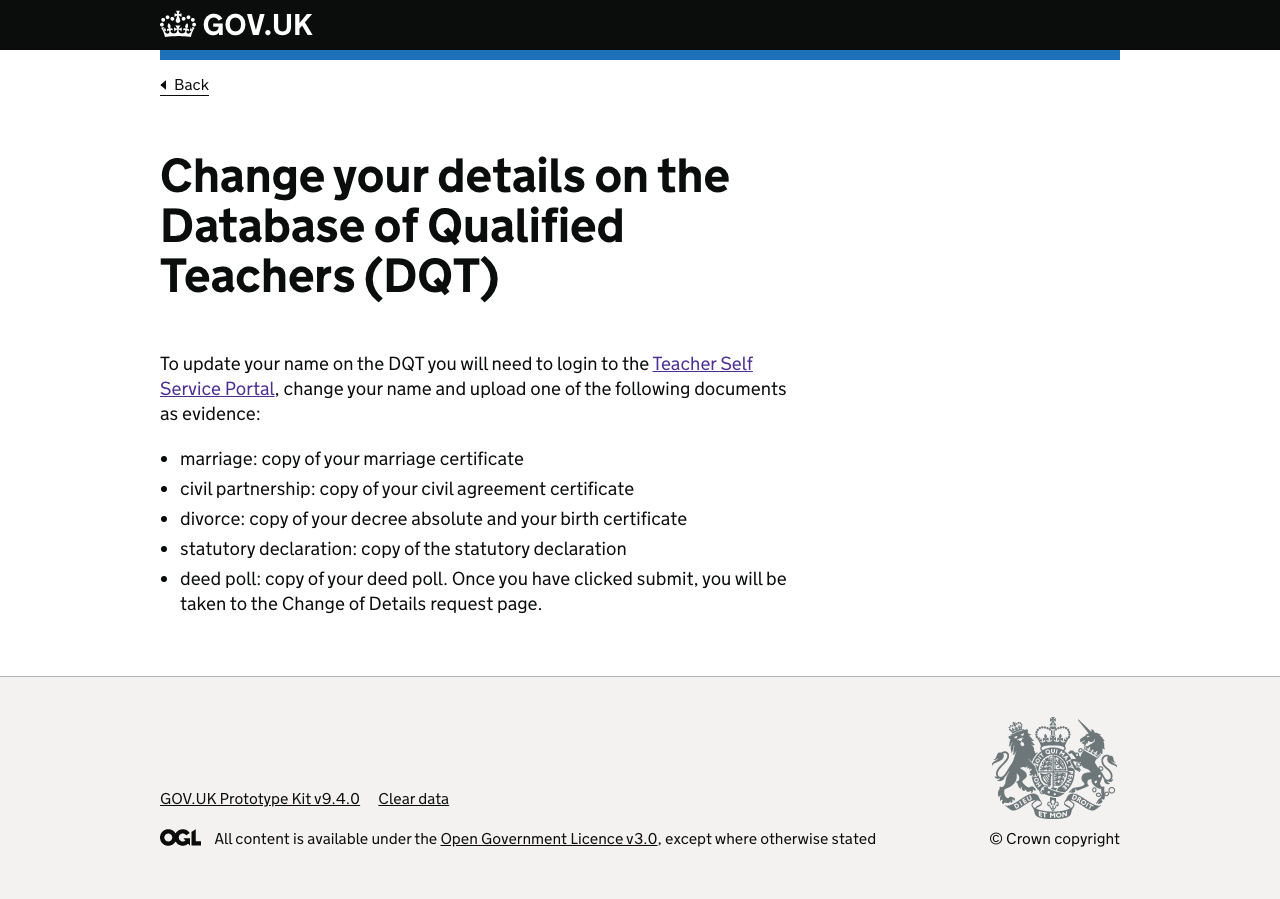 GOV.UK
Back
Change your details on the
Database of Qualified
Teachers (DQT)
To update your name on the DQT you will need to login to the Teacher Self
Service Portal, change your name and upload one of the following documents
as evidence:
• marriage: copy of your marriage certificate
• civil partnership: copy of your civil agreement certificate
• divorce: copy of your decree absolute and your birth certificate
• statutory declaration: copy of the statutory declaration
• deed poll: copy of your deed poll. Once you have clicked submit, you will be
taken to the Change of Details request page.
GOV.UK Prototype Kit v9.4.0 Clear data
OGL All content is available under the Open Government Licence v3.0, except where otherwise stated
DIEU ET MON DROIT
© Crown copyright